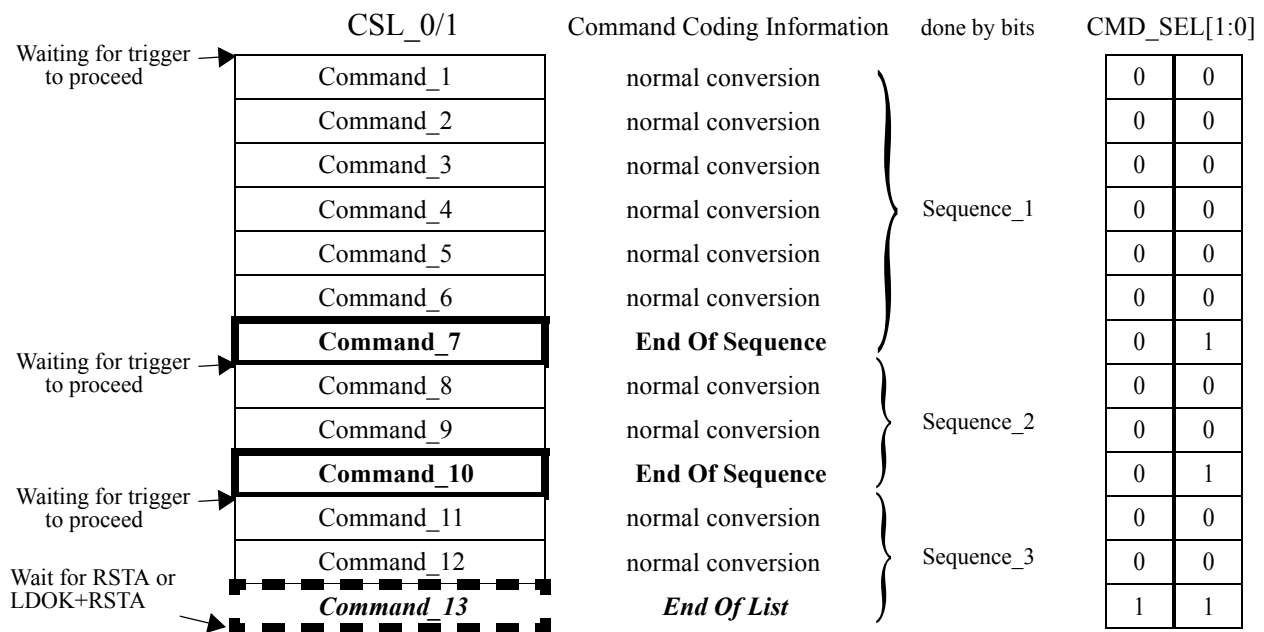 CSL_0/1 Command Coding Information done by bits CMD_SEL[1:0]
Waiting for trigger
to proceed
Command_1 normal conversion 0 0
Command_2 normal conversion 0 0
Command_3 normal conversion 0 0
Command_4 normal conversion Sequence_1 0 0
Command_5 normal conversion 0 0
Command_6 normal conversion 0 0
Command_7 End Of Sequence 0 1
Waiting for trigger
to proceed
Command_8 normal conversion 0 0
Command_9 normal conversion Sequence_2 0 0
Command_10 End Of Sequence 0 1
Waiting for trigger
to proceed
Command_11 normal conversion 0 0
Command_12 normal conversion Sequence_3 0 0
Wait for RSTA or
LDOK+RSTA
Command_13 End Of List 1 1